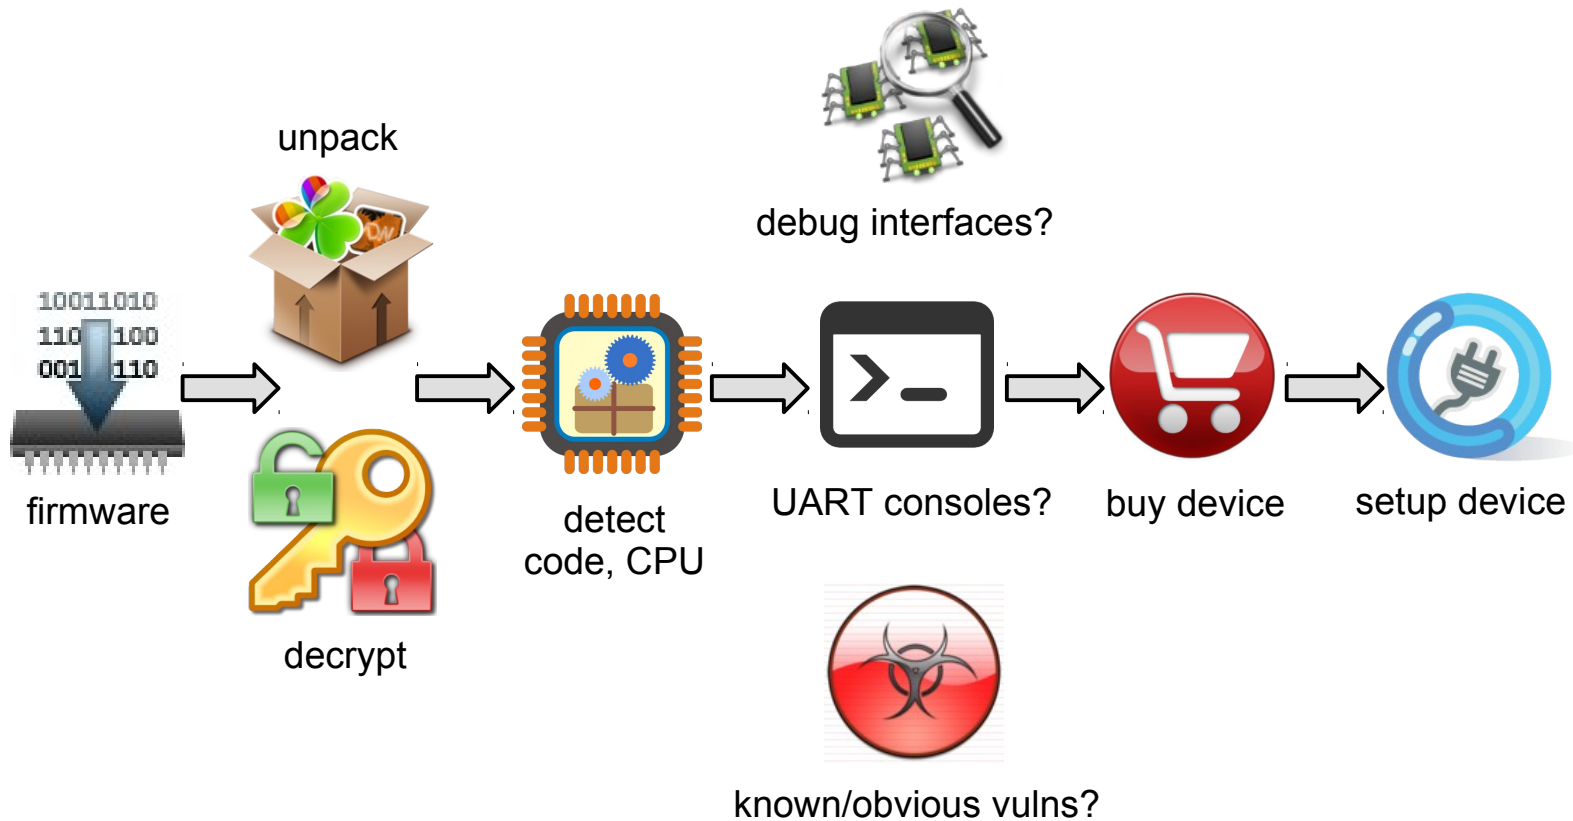 unpack
debug interfaces?
10011010
110 100
001 110
firmware
decrypt
detect
code, CPU
UART consoles?
buy device
setup device
known/obvious vulns?